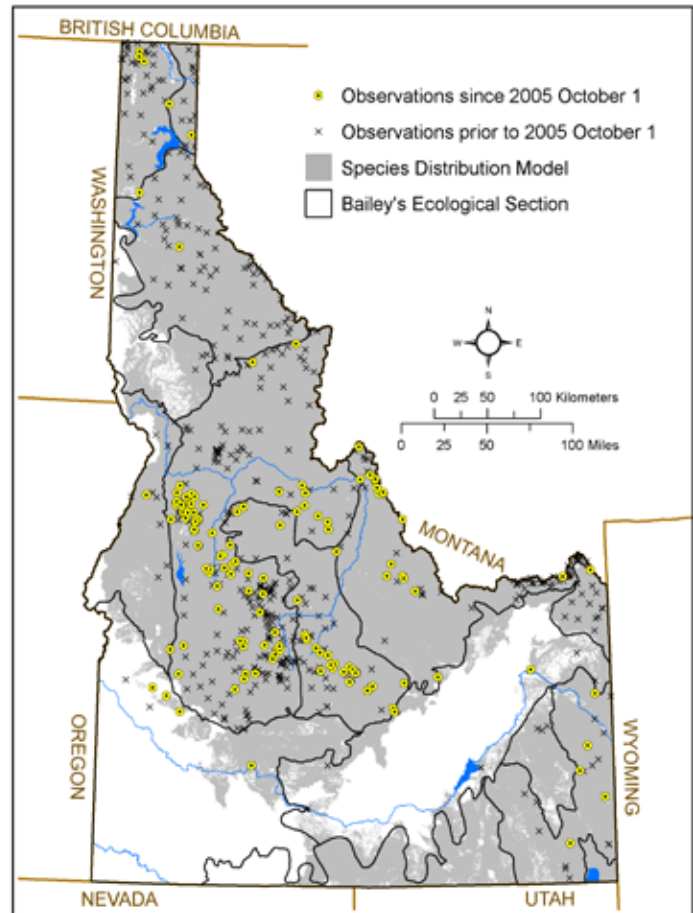 BRITISH COLUMBIA
Observations since 2005 October 1
Observations prior to 2005 October 1
Species Distribution Model
Bailey's Ecological Section
WASHINGTON
N
W E
S
0 25 50 100 Kilometers
0 25 50 100 Miles
MONTANA
OREGON
WYOMING
NEVADA
UTAH